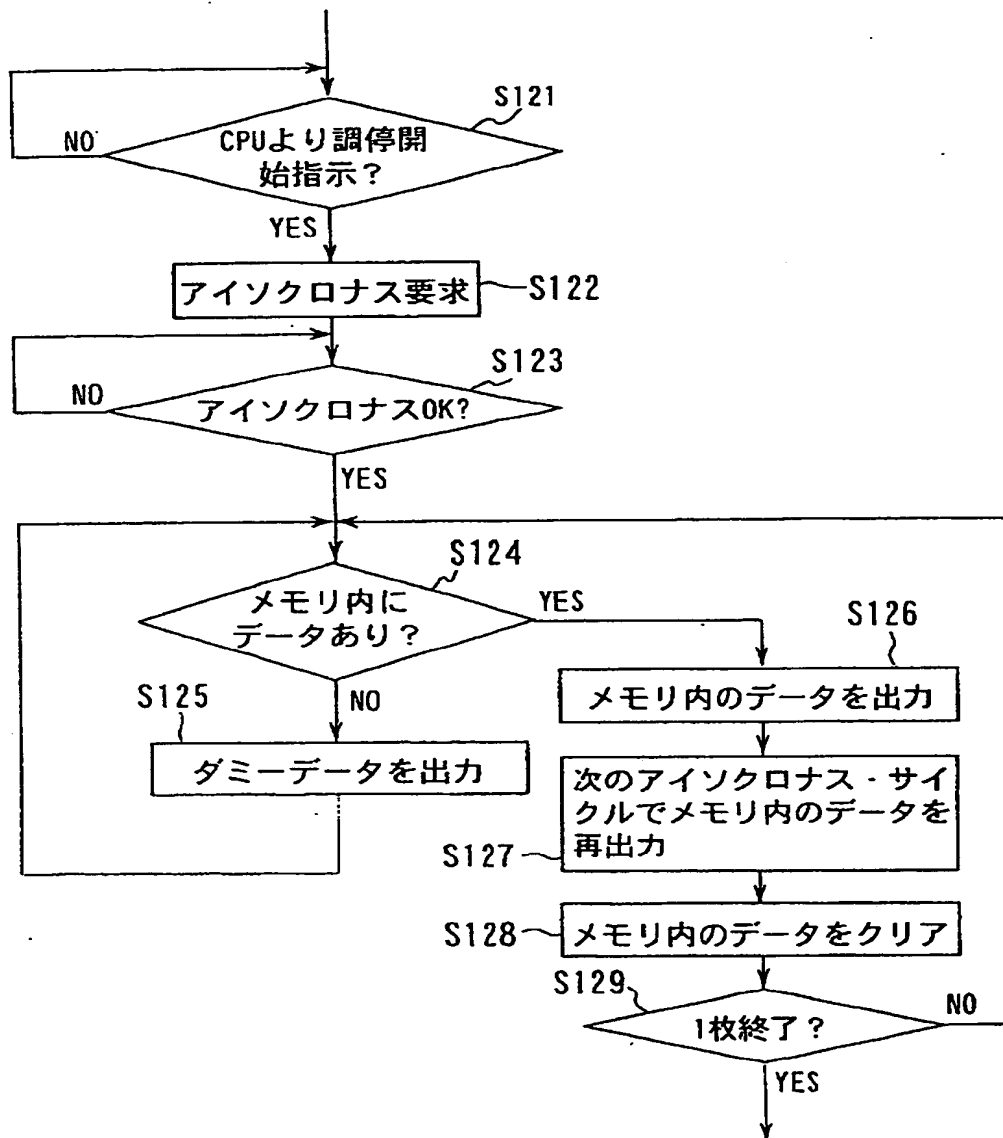 S121
NO
CPUより調停開
始指示？
YES
アイソクロナス要求
S122
S123
NO
アイソクロナスOK?
YES
S124
メモリ内に
データあり？
YES
S126
NO
S125
メモリ内のデータを出力
ダミーデータを出力
次のアイソクロナス・サイ
クルでメモリ内のデータを
再出力
S127
メモリ内のデータをクリア
S128
S129
NO
1枚終了？
YES